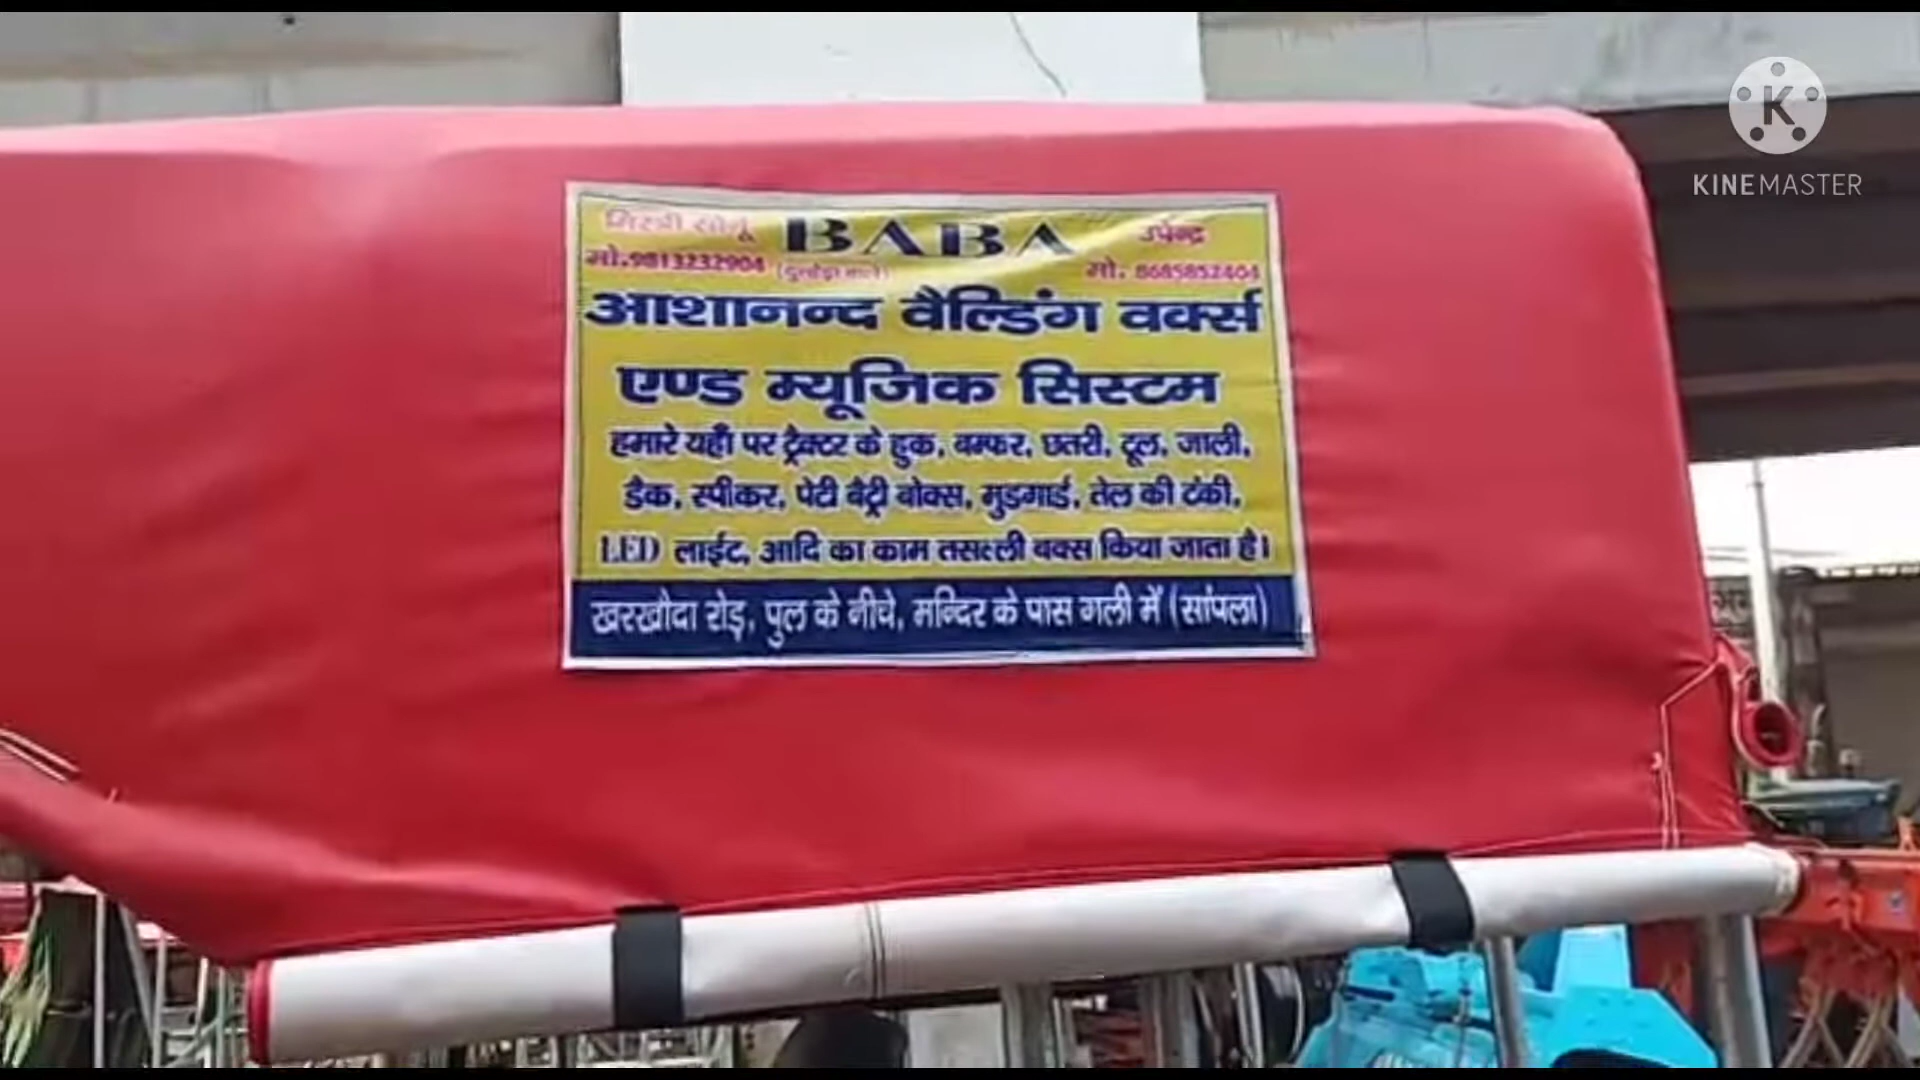 KINEMASTER
मिस्त्री सोनू BABA उपेन्द्र
मो.9813232904 (दुल्हेड़ा वाले) मो. 8685852404
आशानन्द वैल्डिंग वर्क्स
एण्ड म्यूजिक सिस्टम
हमारे यहाँ पर ट्रैक्टर के हुक, बम्फर, छतरी, टूल, जाली,
डैक, स्पीकर, पेटी बैट्री बोक्स, मुडगार्ड, तेल की टंकी,
LED लाईट, आदि का काम तसल्ली बक्स किया जाता है।
खरखौदा रोड़, पुल के नीचे, मन्दिर के पास गली में (सांपला)